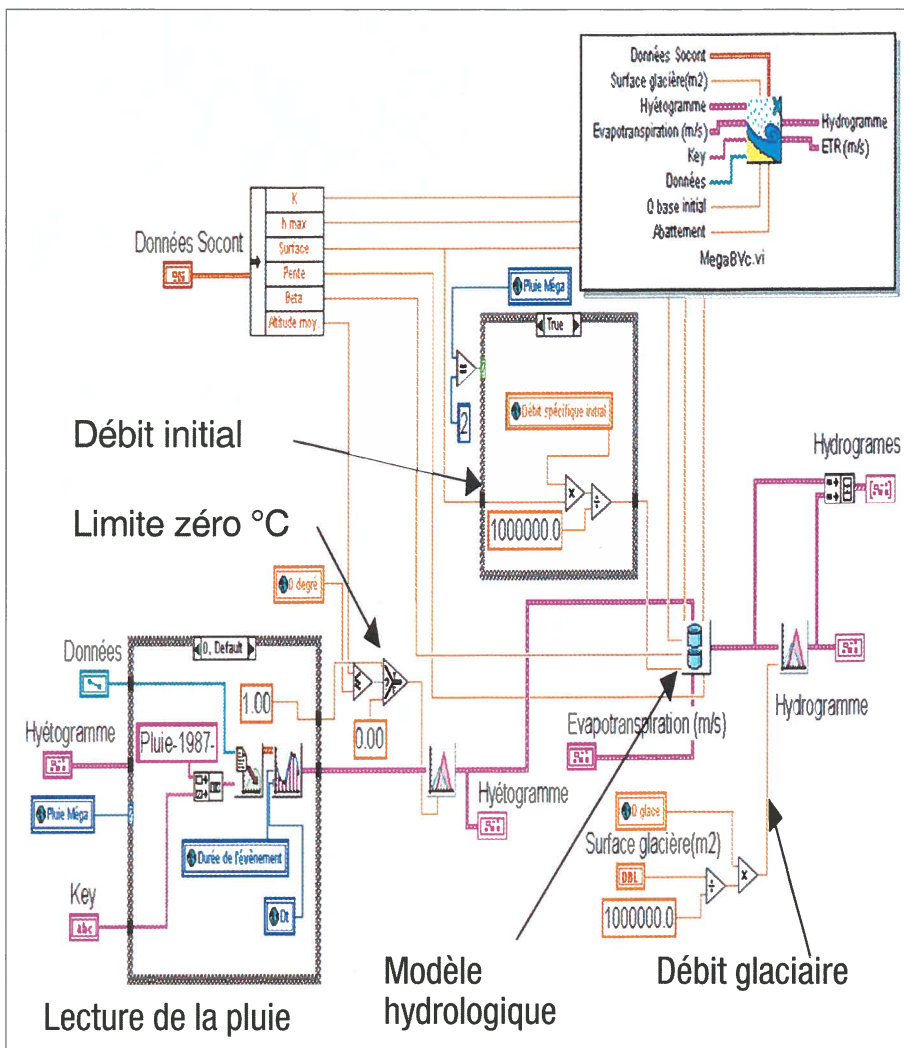 Données Socont
Surface glacière(m2)
Hyétogramme
Evapotranspiration (m/s)
Key
Données
Q base initial
Abattement
Hydrogramme
ETR (m/s)
Mega8Vc.vi
Données Socont
K
h max
Surface
Pente
Beta
Altitude moy.
Pluie Méga
True
=
2
Débit spécifique initial
x
÷
1000000.0
Débit initial
Limite zéro °C
0 degré
Données
0, Default
1.00
0.00
Hyétogramme
Pluie-1987-
Pluie Méga
Durée de l'évènement
Dt
Key
abc
Hyétogramme
Evapotranspiration (m/s)
Hydrogrames
Hydrogramme
Surface glacière(m2)
DBL
÷
x
1000000.0
Lecture de la pluie
Modèle
hydrologique
Débit glaciaire